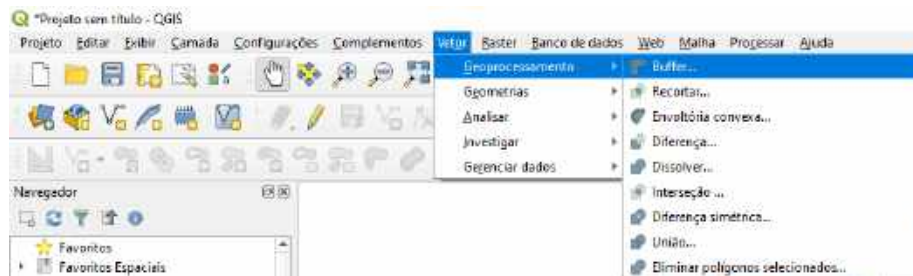 *Projeto sem título - QGIS
Projeto Editar Exibir Camada Configurações Complementos Vetor Raster Banco de dados Web Malha Processar Ajuda
Geoprocessamento
Geometrias
Analisar
Investigar
Gerenciar dados
Buffer...
Recortar...
Envoltória convexa...
Diferença...
Dissolver...
Interseção ...
Diferença simétrica...
União...
Eliminar polígonos selecionados...
Navegador
Favoritos
Favoritos Espaciais